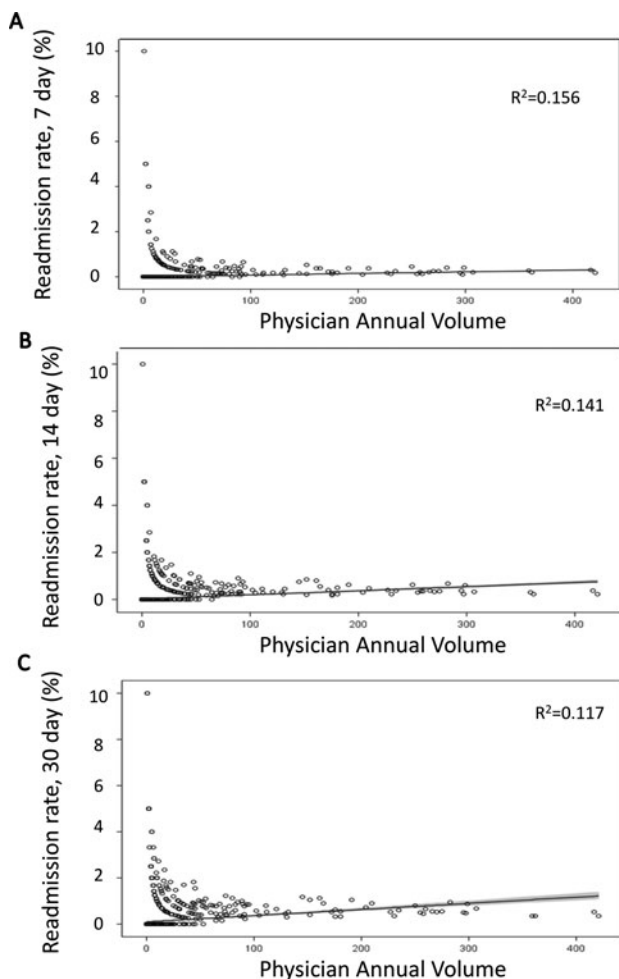 A
Readmission rate, 7 day (%)
10
8
6
4
2
0
R²=0.156
0
100
200
300
400
Physician Annual Volume
B
Readmission rate, 14 day (%)
10
8
6
4
2
0
R²=0.141
0
100
200
300
400
Physician Annual Volume
C
Readmission rate, 30 day (%)
10
8
6
4
2
0
R²=0.117
0
100
200
300
400
Physician Annual Volume